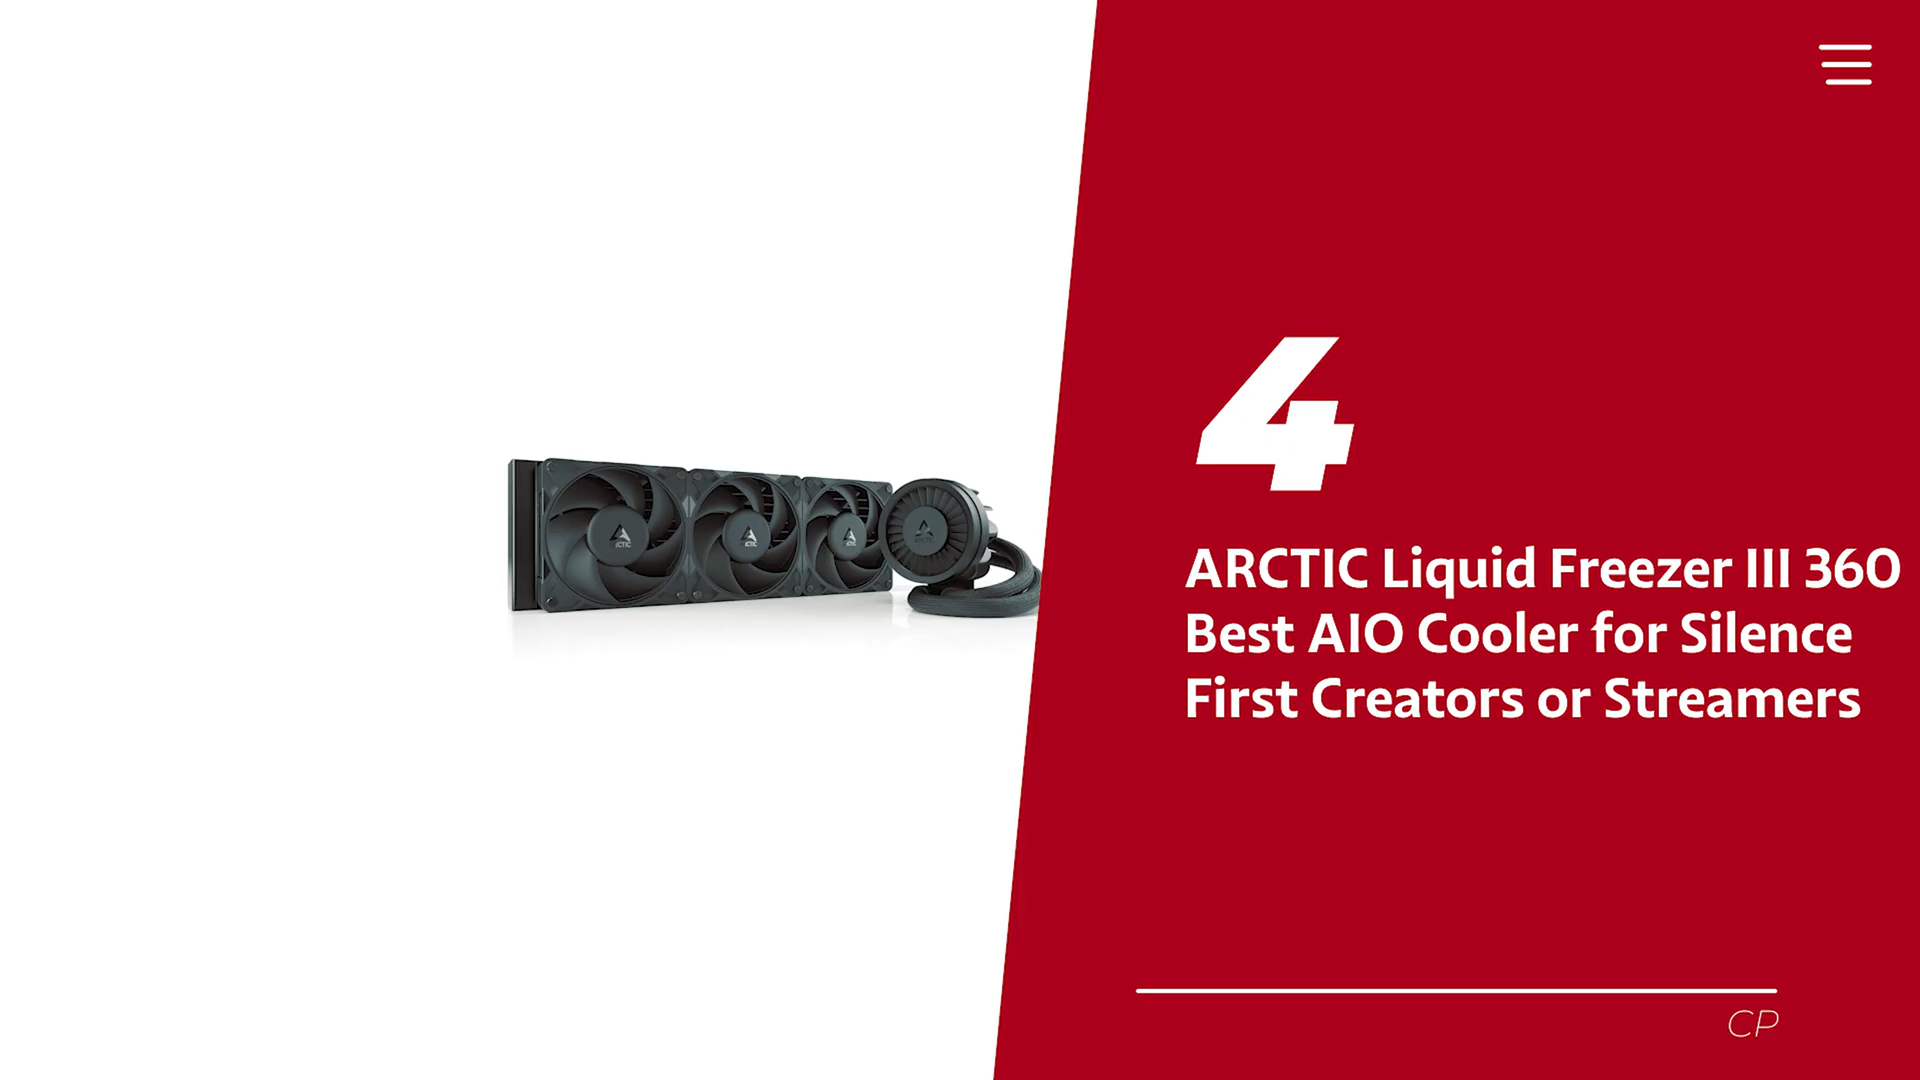 4
ARCTIC Liquid Freezer III 360
Best AIO Cooler for Silence
First Creators or Streamers
CP